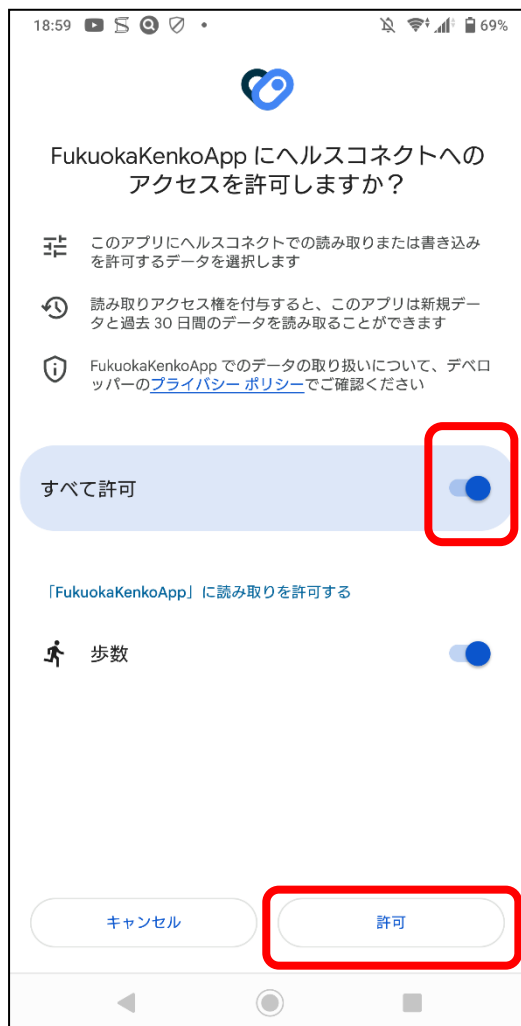 18:59
69%
FukuokaKenkoApp にヘルスコネクトへの
アクセスを許可しますか？
このアプリにヘルスコネクトでの読み取りまたは書き込み
を許可するデータを選択します
読み取りアクセス権を付与すると、このアプリは新規デー
タと過去 30 日間のデータを読み取ることができます
FukuokaKenkoApp でのデータの取り扱いについて、デベロ
ッパーのプライバシー ポリシーでご確認ください
すべて許可
「FukuokaKenkoApp」に読み取りを許可する
歩数
キャンセル
許可